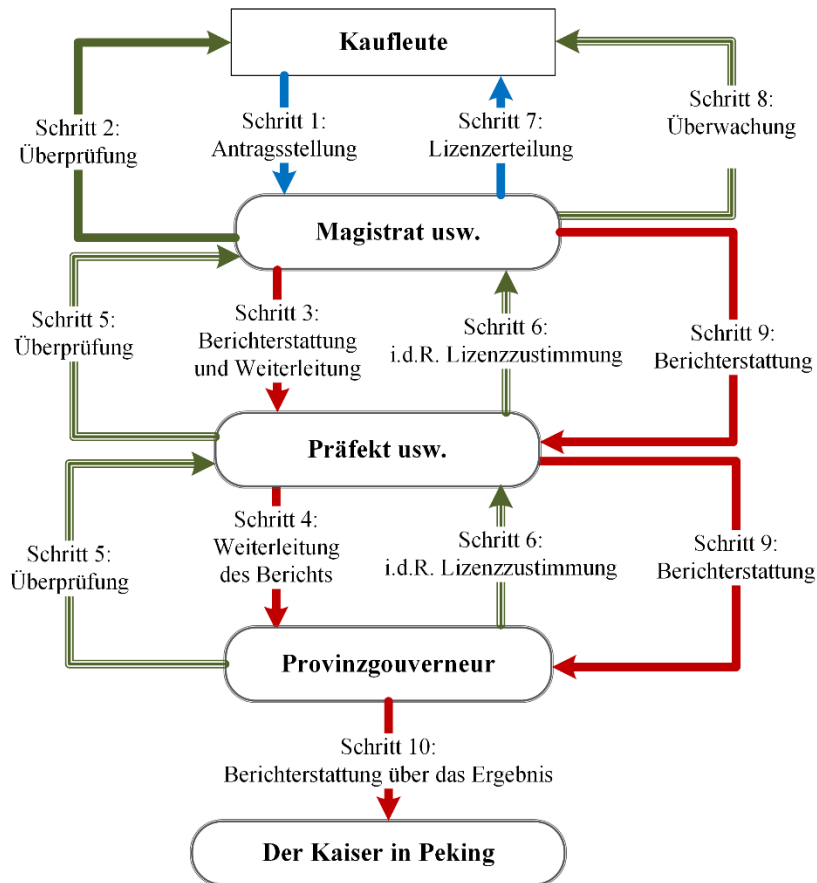 Kaufleute
Schritt 2:
Überprüfung
Schritt 1:
Antragsstellung
Schritt 7:
Lizenzerteilung
Schritt 8:
Überwachung
Magistrat usw.
Schritt 5:
Überprüfung
Schritt 3:
Berichterstattung
und Weiterleitung
Schritt 6:
i.d.R. Lizenzzustimmung
Schritt 9:
Berichterstattung
Präfekt usw.
Schritt 5:
Überprüfung
Schritt 4:
Weiterleitung
des Berichts
Schritt 6:
i.d.R. Lizenzzustimmung
Schritt 9:
Berichterstattung
Provinzgouverneur
Schritt 10:
Berichterstattung über das Ergebnis
Der Kaiser in Peking